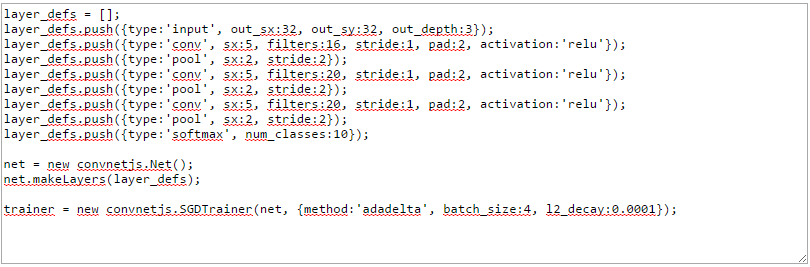 layer_defs = [];
layer_defs.push({type:'input', out_sx:32, out_sy:32, out_depth:3});
layer_defs.push({type:'conv', sx:5, filters:16, stride:1, pad:2, activation:'relu'});
layer_defs.push({type:'pool', sx:2, stride:2});
layer_defs.push({type:'conv', sx:5, filters:20, stride:1, pad:2, activation:'relu'});
layer_defs.push({type:'pool', sx:2, stride:2});
layer_defs.push({type:'conv', sx:5, filters:20, stride:1, pad:2, activation:'relu'});
layer_defs.push({type:'pool', sx:2, stride:2});
layer_defs.push({type:'softmax', num_classes:10});
net = new convnetjs.Net();
net.makeLayers(layer_defs);
trainer = new convnetjs.SGDTrainer(net, {method:'adadelta', batch_size:4, l2_decay:0.0001});